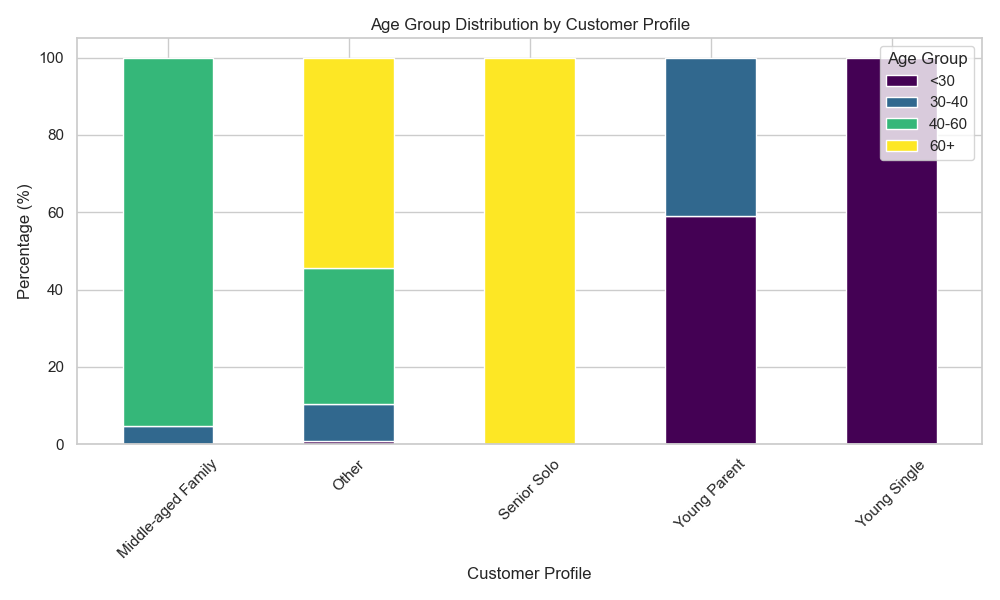 Age Group Distribution by Customer Profile
Percentage (%)
100
80
60
40
20
0
Age Group
<30
30-40
40-60
60+
Middle-aged Family
Other
Senior Solo
Young Parent
Young Single
Customer Profile